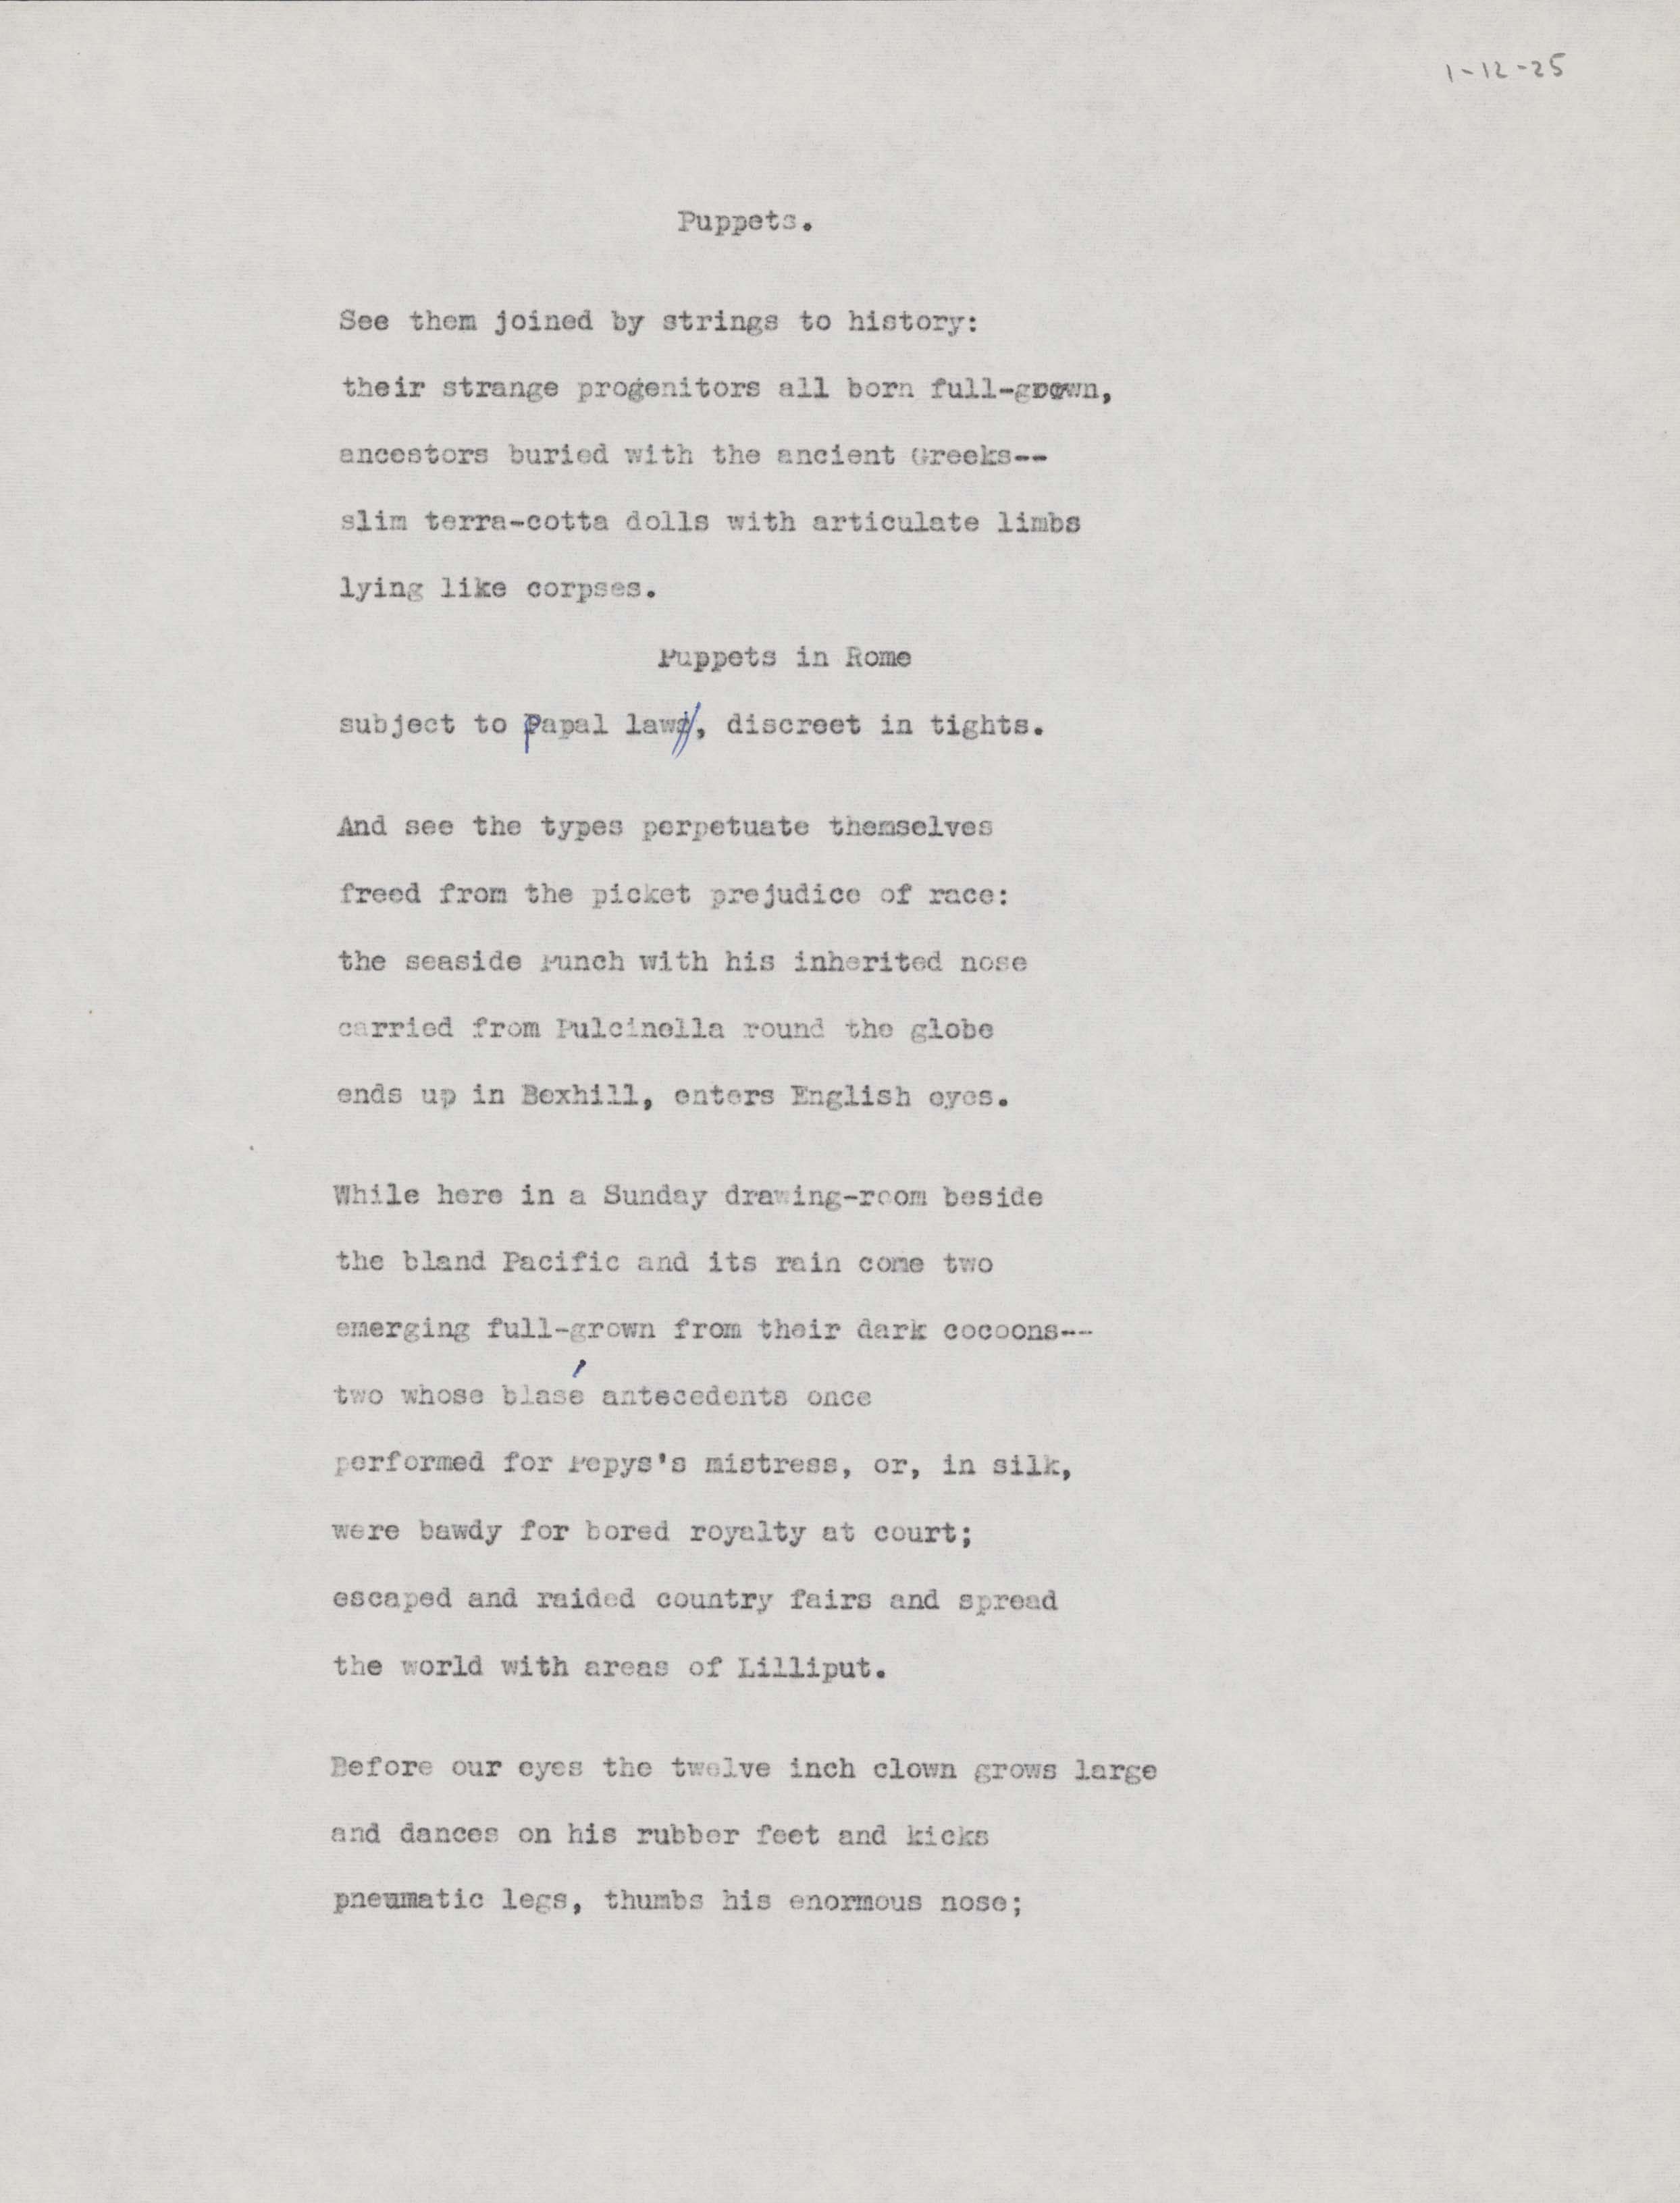 1-12-25
Puppets.
See them joined by strings to history:
their strange progenitors all born full-grown,
ancestors buried with the ancient Greeks--
slim terra-cotta dolls with articulate limbs
lying like corpses.
Puppets in Rome
subject to papal law, discreet in tights.
And see the types perpetuate themselves
freed from the picket prejudice of race:
the seaside Punch with his inherited nose
carried from Pulcinella round the globe
ends up in Bexhill, enters English eyes.
While here in a Sunday drawing-room beside
the bland Pacific and its rain come two
emerging full-grown from their dark cocoons--
two whose blasé antecedents once
performed for Pepys's mistress, or, in silk,
were bawdy for bored royalty at court;
escaped and raided country fairs and spread
the world with areas of Lilliput.
Before our eyes the twelve inch clown grows large
and dances on his rubber feet and kicks
pneumatic legs, thumbs his enormous nose;